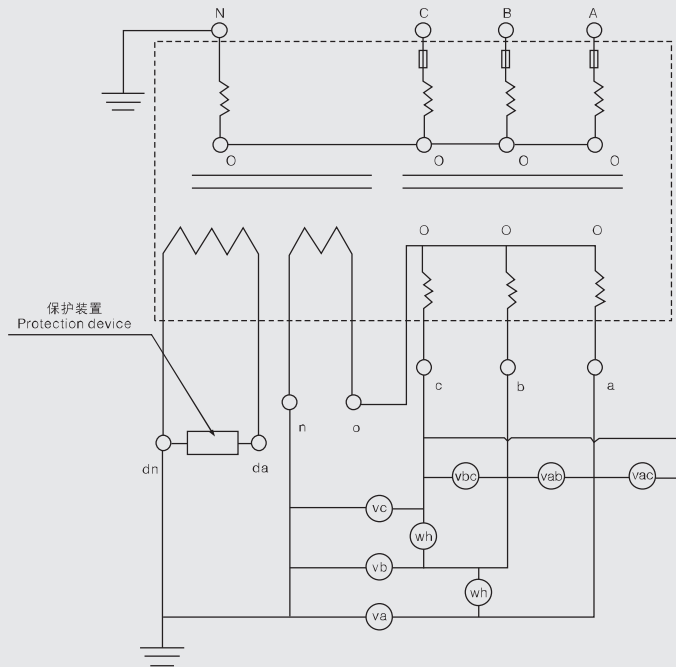 N C B A
O O O O
O O O
保护装置
Protection device
c b a
n o
dn da
vbc vab vac
vc
wh
vb
wh
va